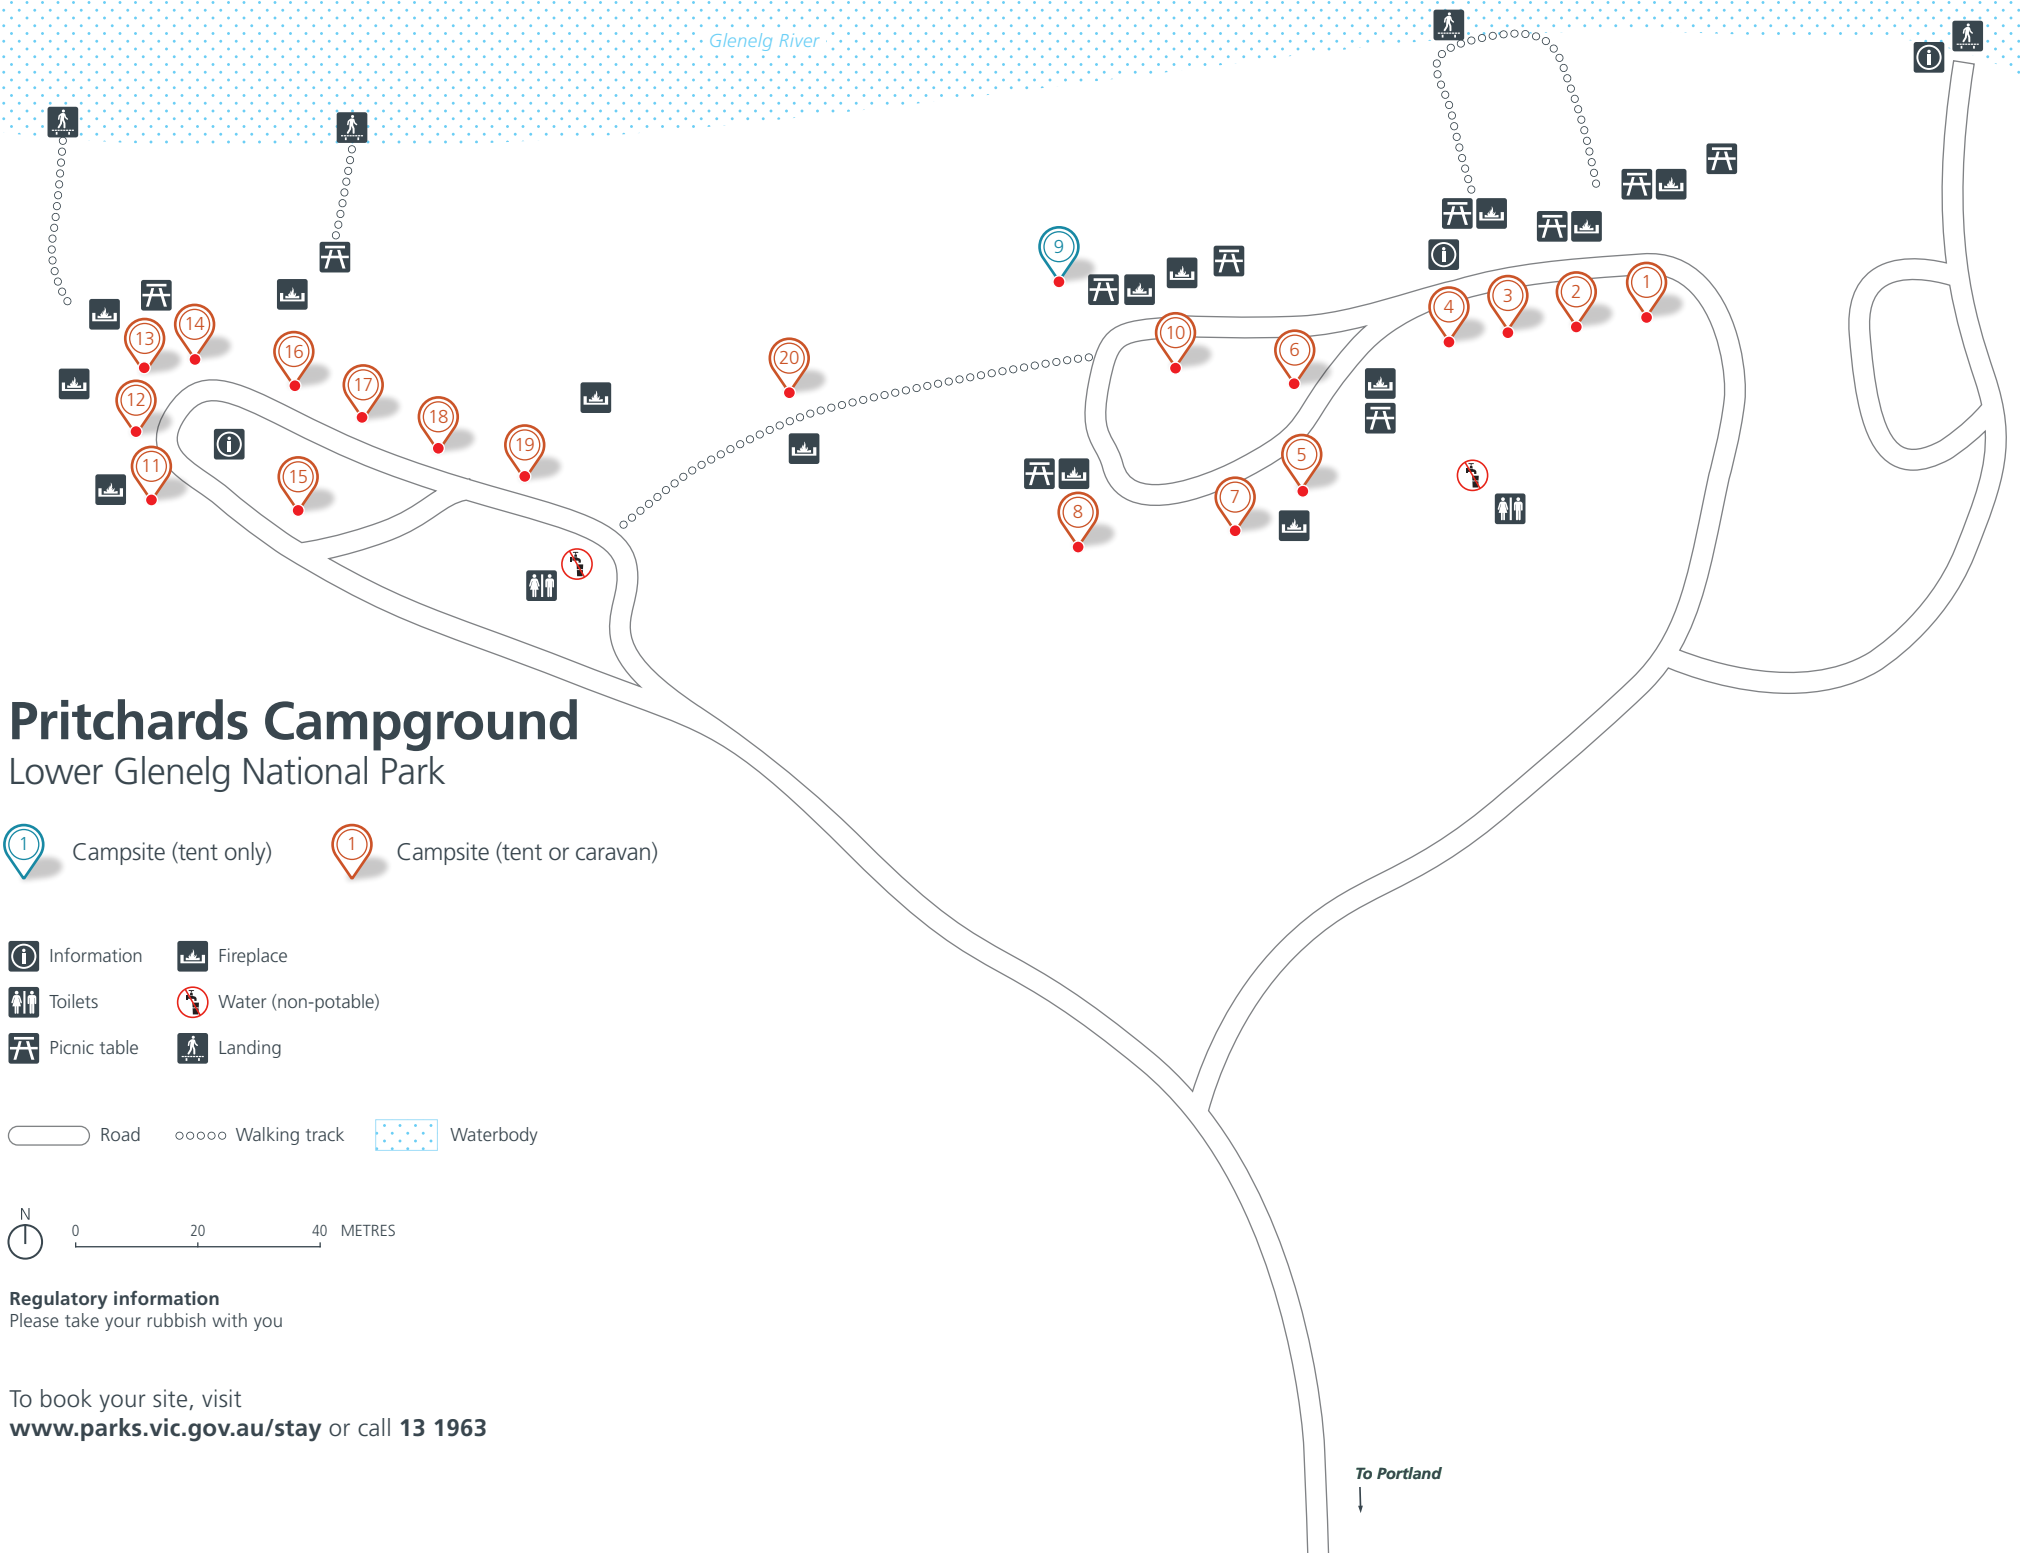 Glenelg River
9
1
2
3
4
14
13
16
10
6
20
17
12
18
19
5
11
15
7
8
Pritchards Campground
Lower Glenelg National Park
1 Campsite (tent only) 1 Campsite (tent or caravan)
Information Fireplace
Toilets Water (non-potable)
Picnic table Landing
Road Walking track Waterbody
N
0 20 40 METRES
Regulatory information
Please take your rubbish with you
To book your site, visit
www.parks.vic.gov.au/stay or call 13 1963
To Portland